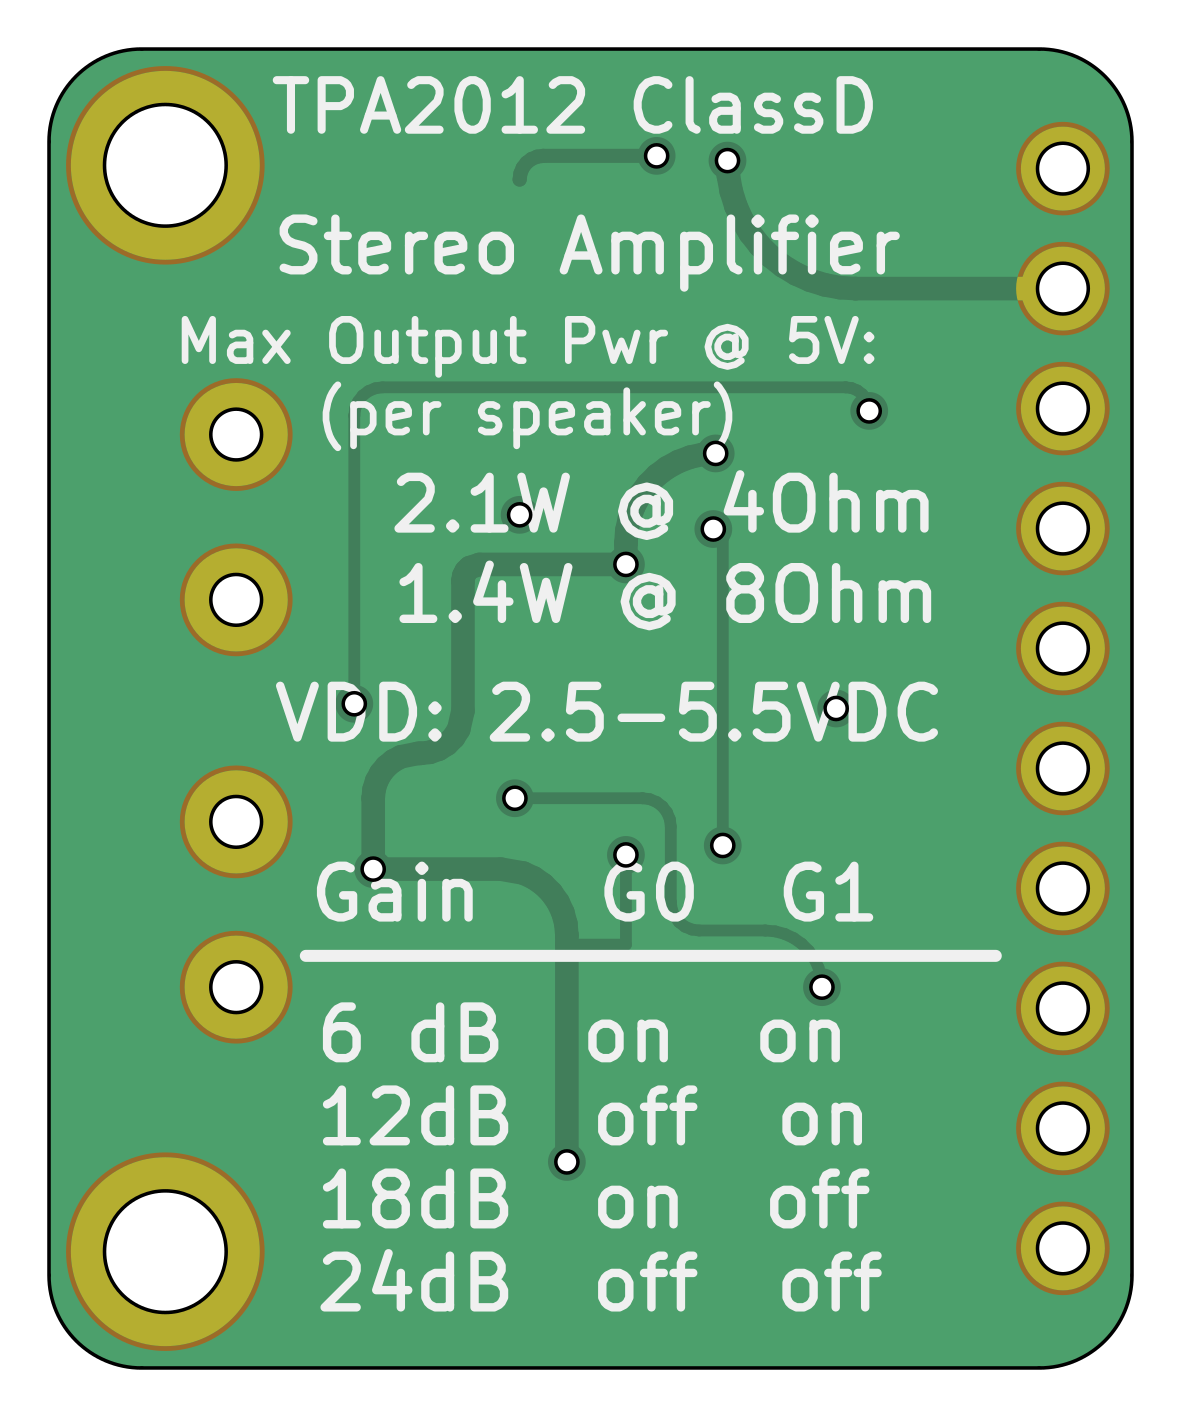 TPA2012 ClassD
Stereo Amplifier
Max Output Pwr @ 5V:
(per speaker)
2.1W @ 4Ohm
1.4W @ 8Ohm
VDD: 2.5-5.5VDC
Gain G0 G1
6 dB on on
12dB off on
18dB on off
24dB off off